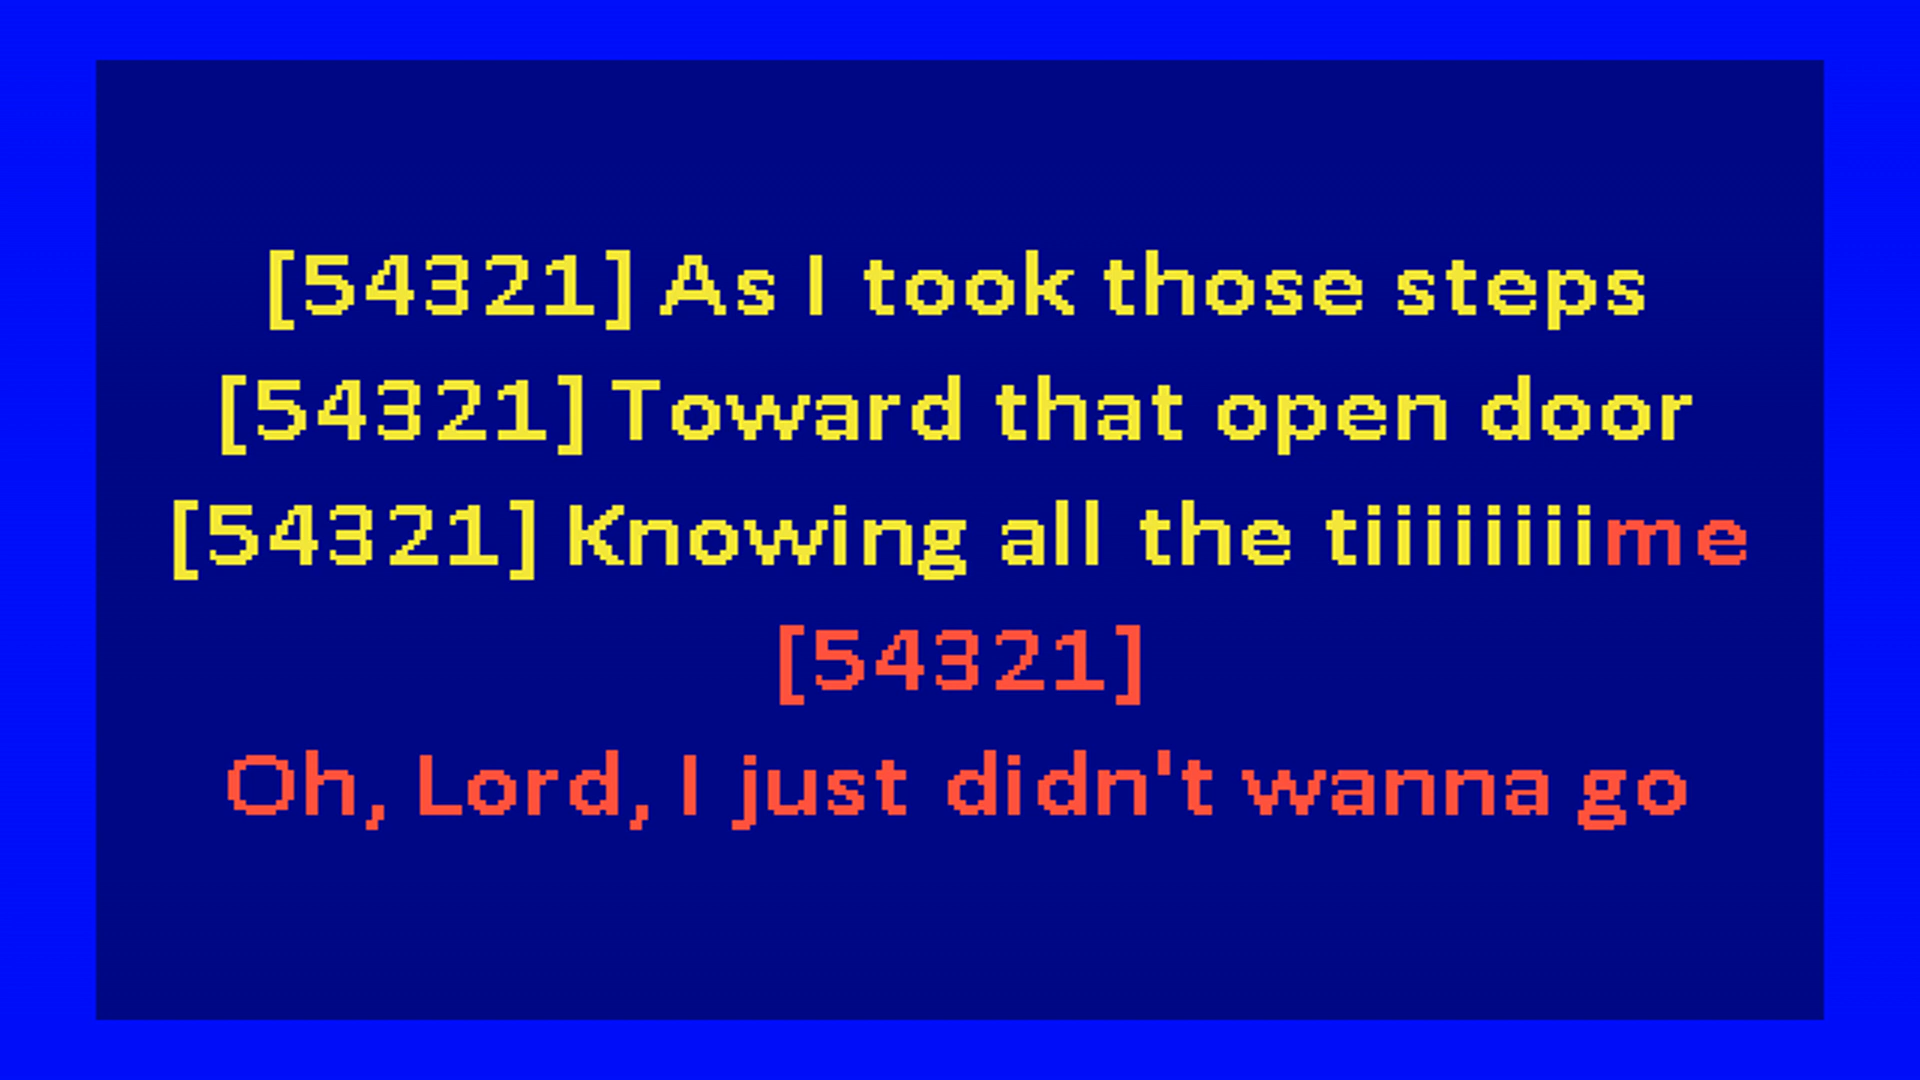 [54321] As I took those steps
[54321] Toward that open door
[54321] Knowing all the tiiiiiiiime
[54321]
Oh, Lord, I just didn't wanna go